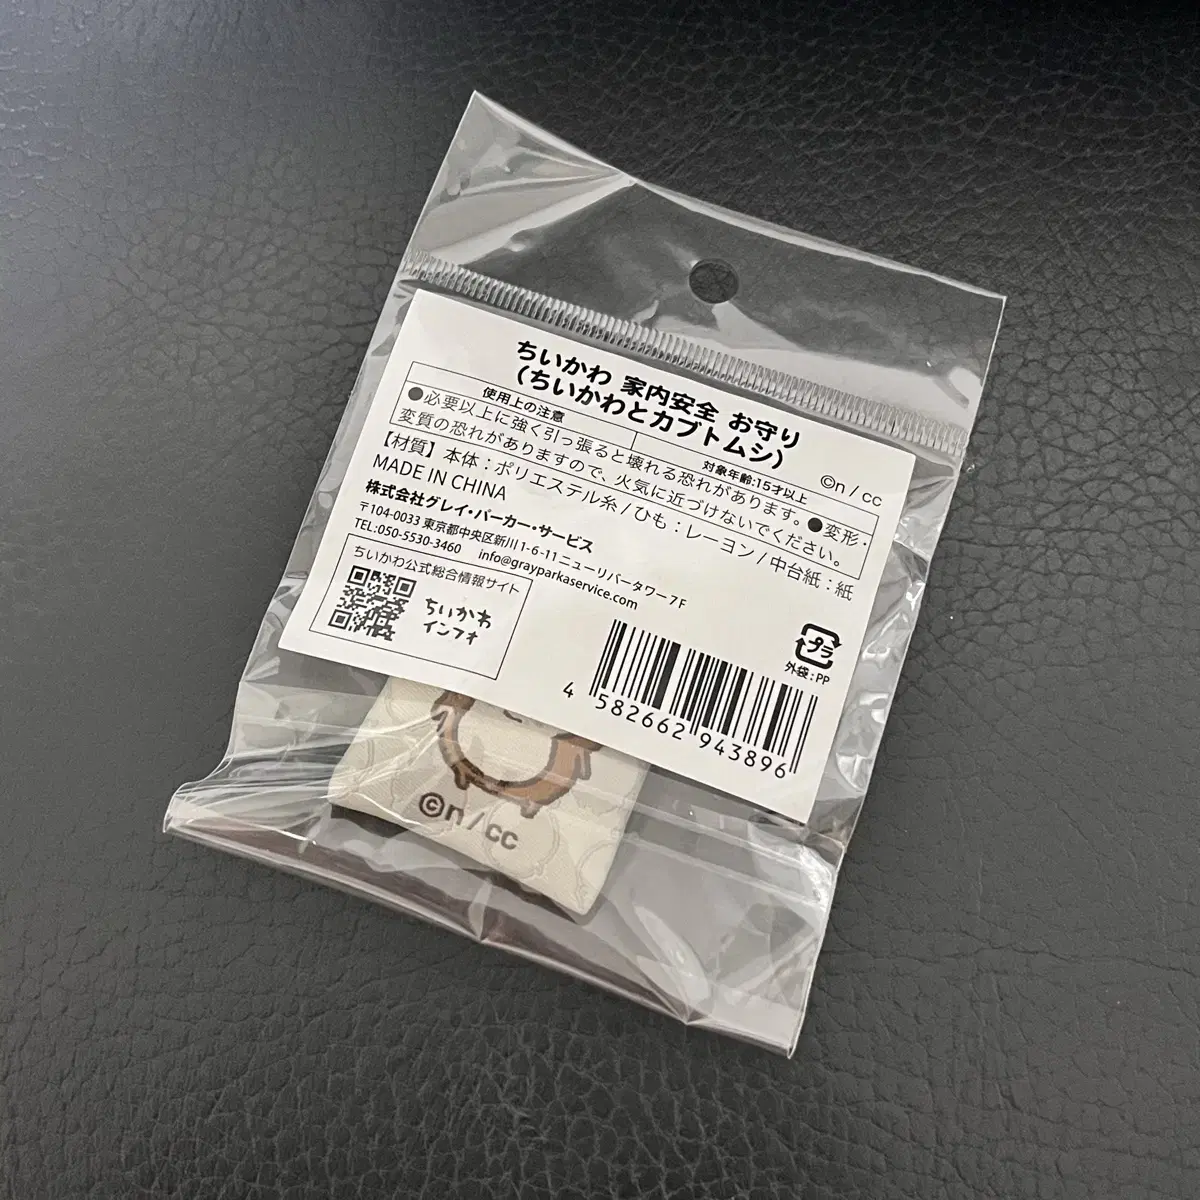 ちいかわ 家内安全 お守り
(ちいかわとカブトムシ)
©n / cc
使用上の注意
対象年齢:15才以上
●必要以上に強く引っ張ると壊れる恐れがあります。●変形・
変質の恐れがありますので、火気に近づけないでください。
【材質】本体:ポリエステル糸/ひも:レーヨン/中台紙:紙
MADE IN CHINA
株式会社グレイ・パーカー・サービス
〒104-0033 東京都中央区新川1-6-11 ニューリバータワー7F
TEL:050-5530-3460 info@grayparkaservice.com
ちいかわ公式総合情報サイト
ちいかわ
インフォ
プラ
外袋:PP
4 582662 943896
©n / cc